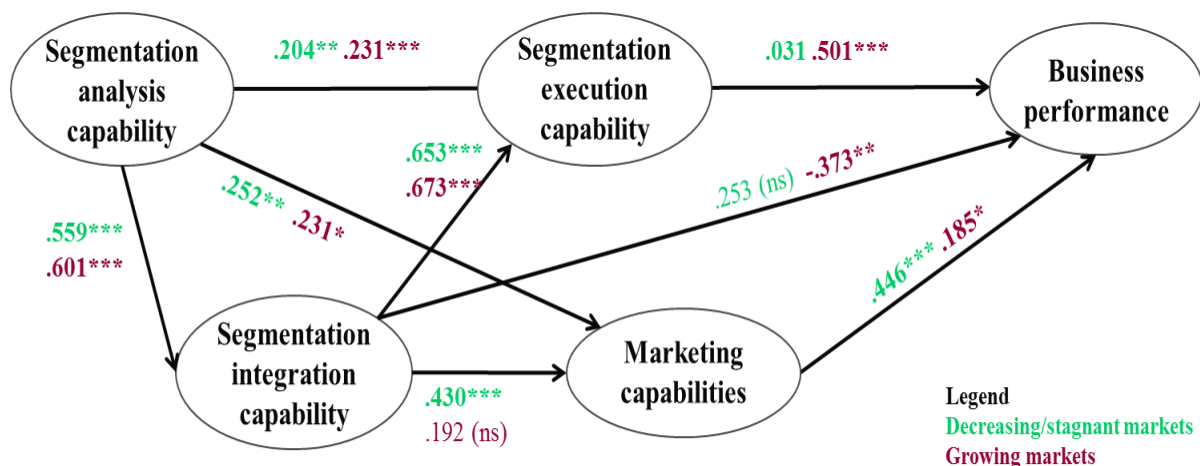 Segmentation
analysis
capability
.204** .231***
Segmentation
execution
capability
.031 .501***
Business
performance
.653***
.673***
.252** .231*
.253 (ns) -.373**
.559***
.601***
.446*** .185*
Segmentation
integration
capability
.430***
.192 (ns)
Marketing
capabilities
Legend
Decreasing/stagnant markets
Growing markets